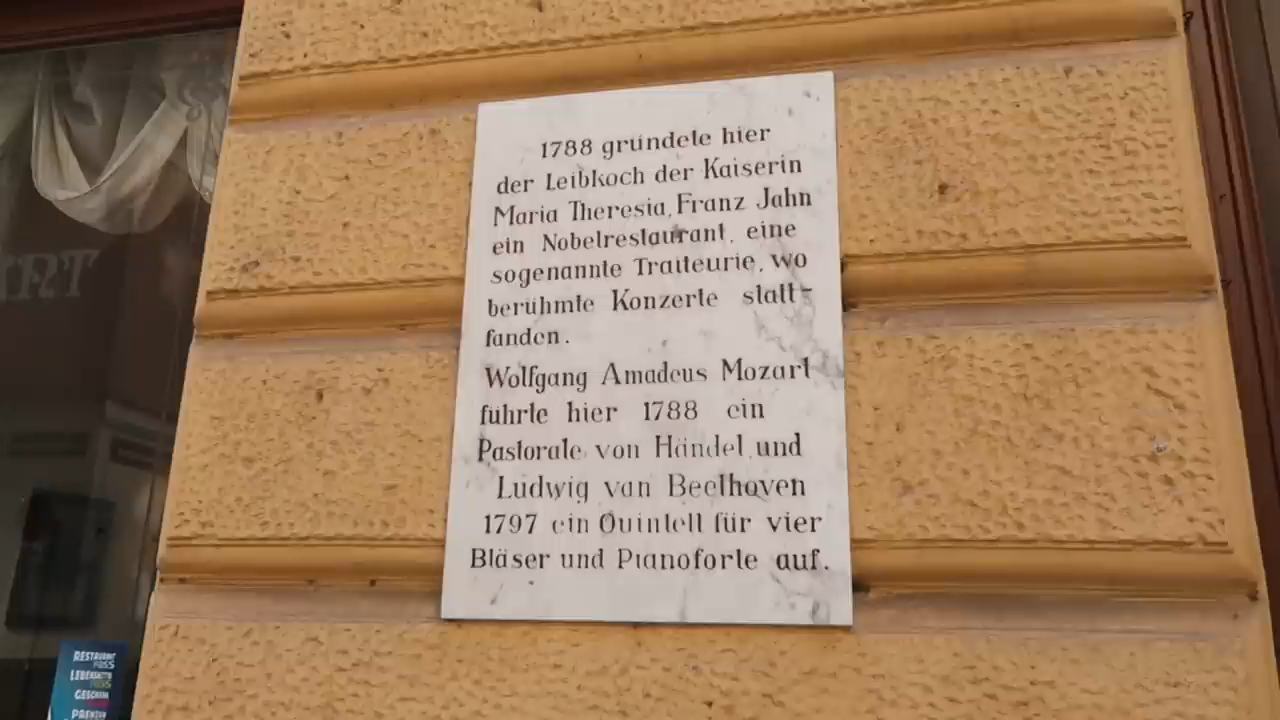 1788 gründete hier
der Leibkoch der Kaiserin
Maria Theresia, Franz Jahn
ein Nobelrestaurant, eine
sogenannte Traiteurie, wo
berühmte Konzerte statt-
fanden.
Wolfgang Amadeus Mozart
führte hier 1788 ein
Pastorale von Händel und
Ludwig van Beethoven
1797 ein Quintett für vier
Bläser und Pianoforte auf.
RESTAURANT
PASS